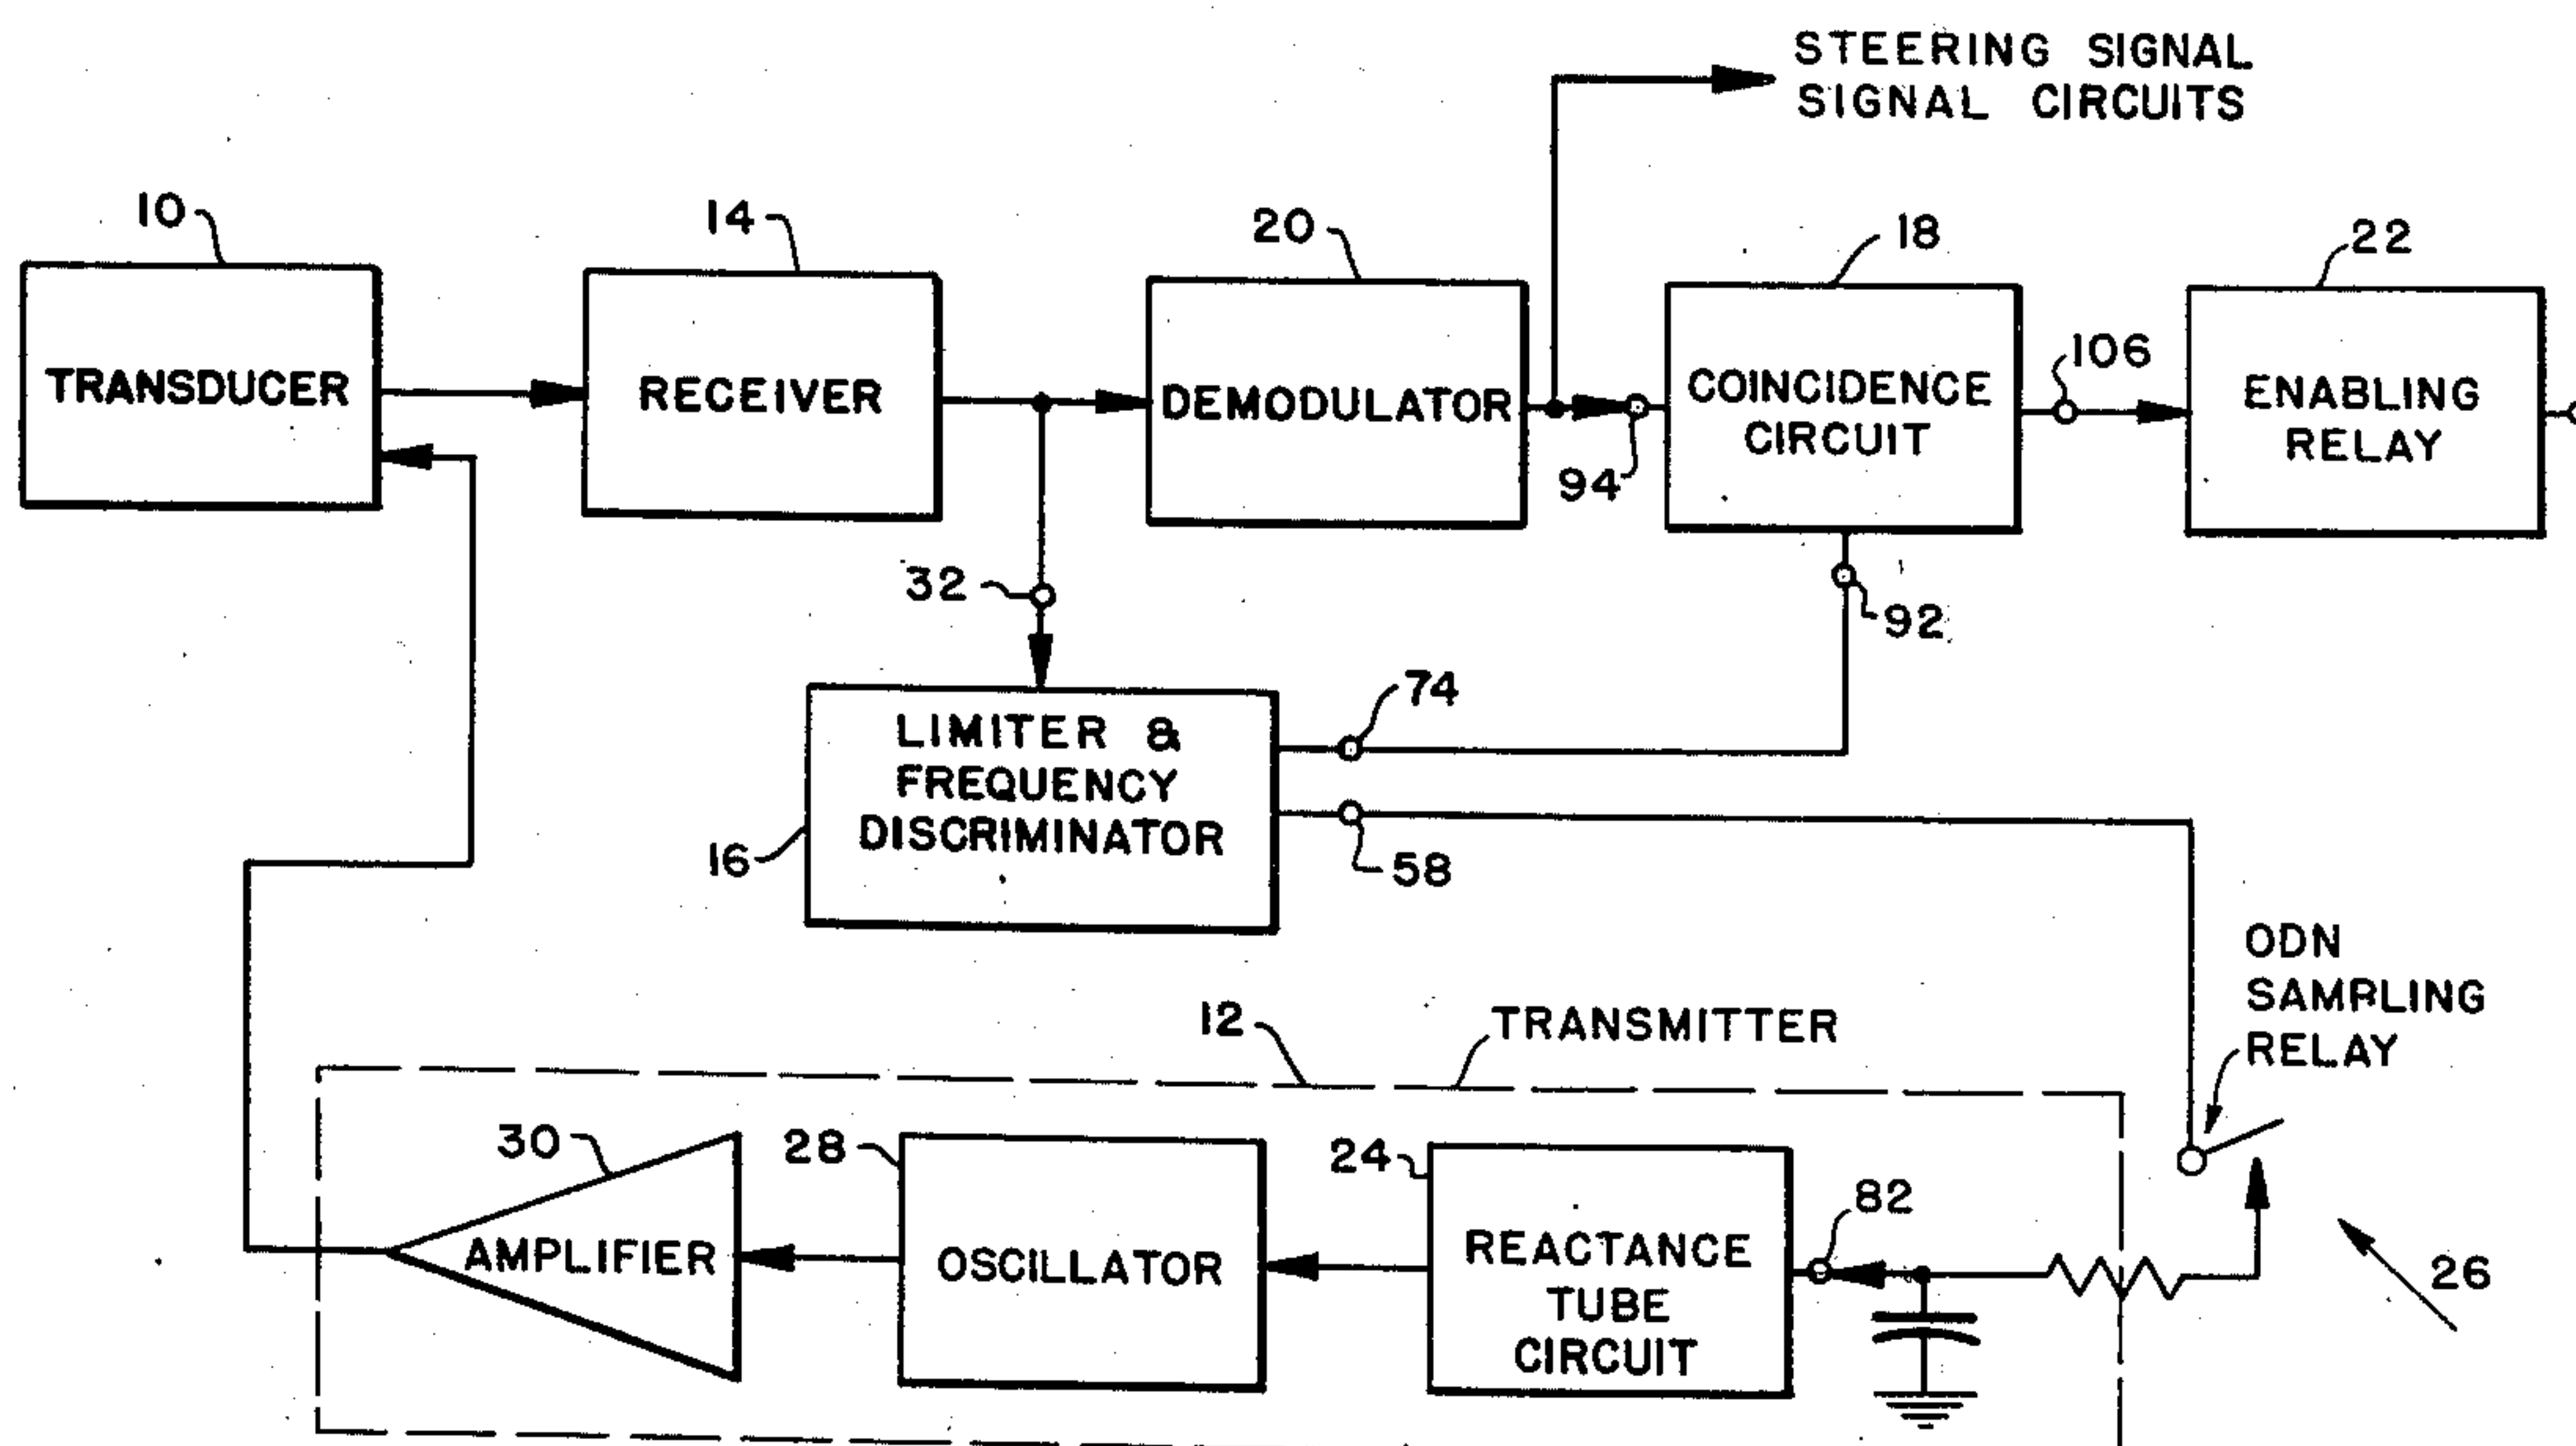 STEERING SIGNAL
SIGNAL CIRCUITS
10
14
20
18
22
TRANSDUCER
RECEIVER
DEMODULATOR
COINCIDENCE
CIRCUIT
106
ENABLING
RELAY
94
32
92
74
LIMITER &
FREQUENCY
DISCRIMINATOR
16
58
ODN
SAMPLING
RELAY
12
TRANSMITTER
30
28
24
82
AMPLIFIER
OSCILLATOR
REACTANCE
TUBE
CIRCUIT
26